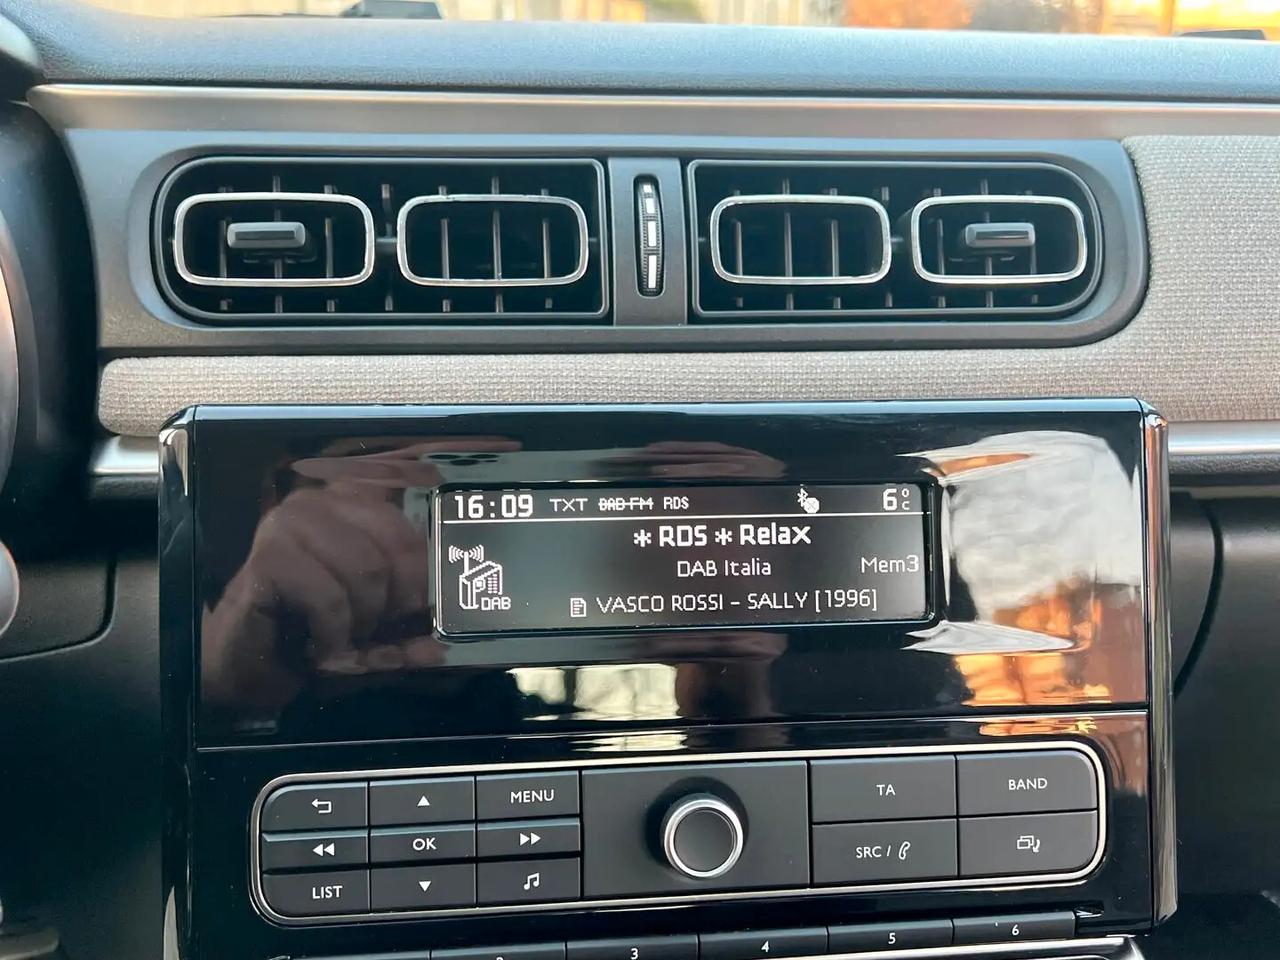 16:09 TXT DAB-FM RDS 6°C
* RDS * Relax
DAB Italia Mem3
DAB
VASCO ROSSI - SALLY [1996]
MENU TA BAND
OK
SRC /
LIST
3 4 5 6